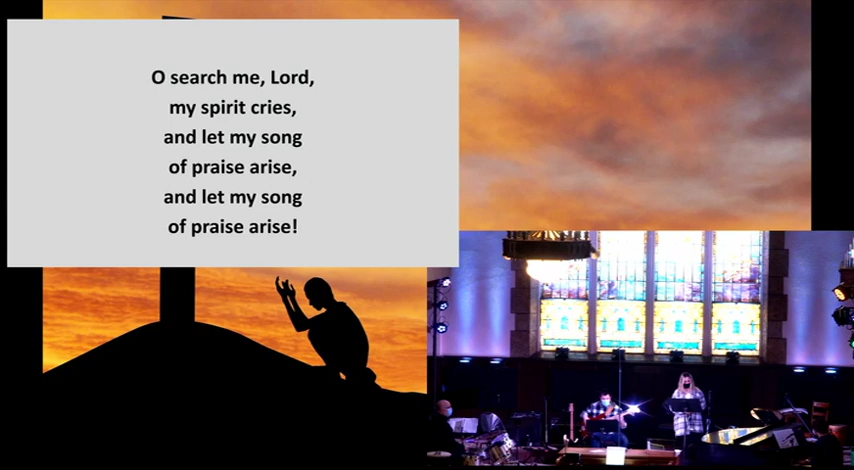 O search me, Lord,
my spirit cries,
and let my song
of praise arise,
and let my song
of praise arise!